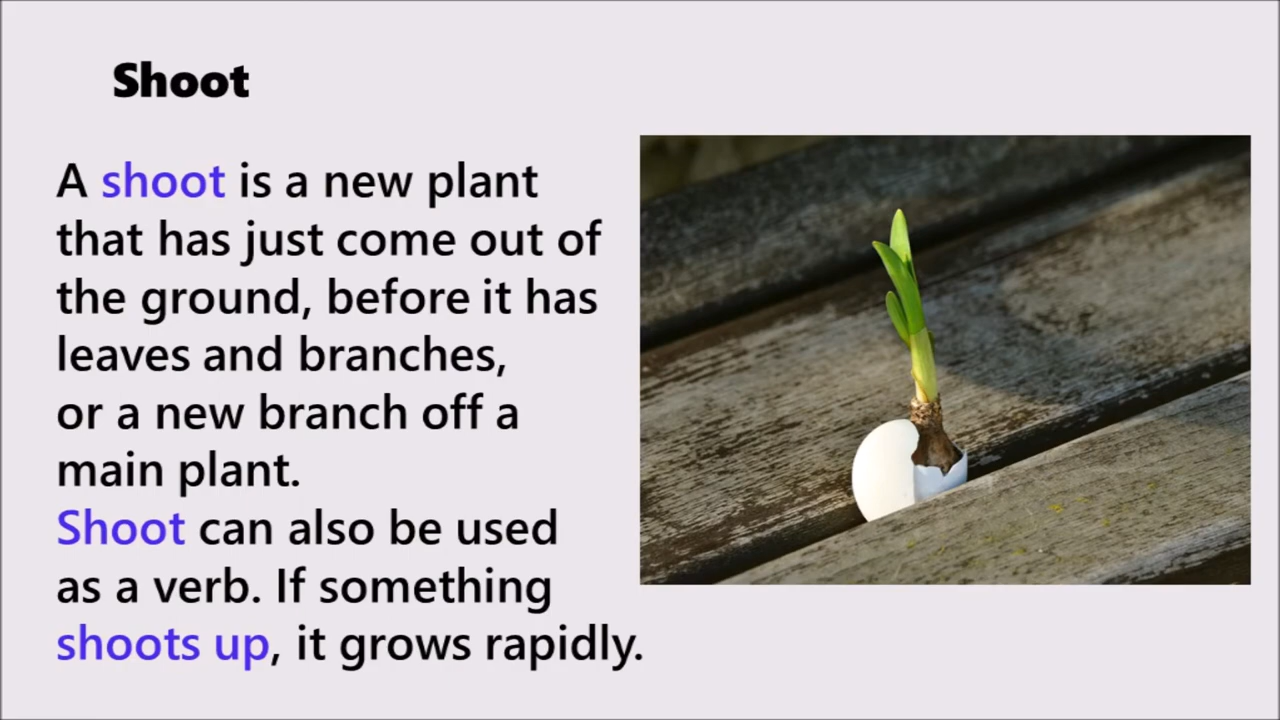 Shoot
A shoot is a new plant
that has just come out of
the ground, before it has
leaves and branches,
or a new branch off a
main plant.
Shoot can also be used
as a verb. If something
shoots up, it grows rapidly.